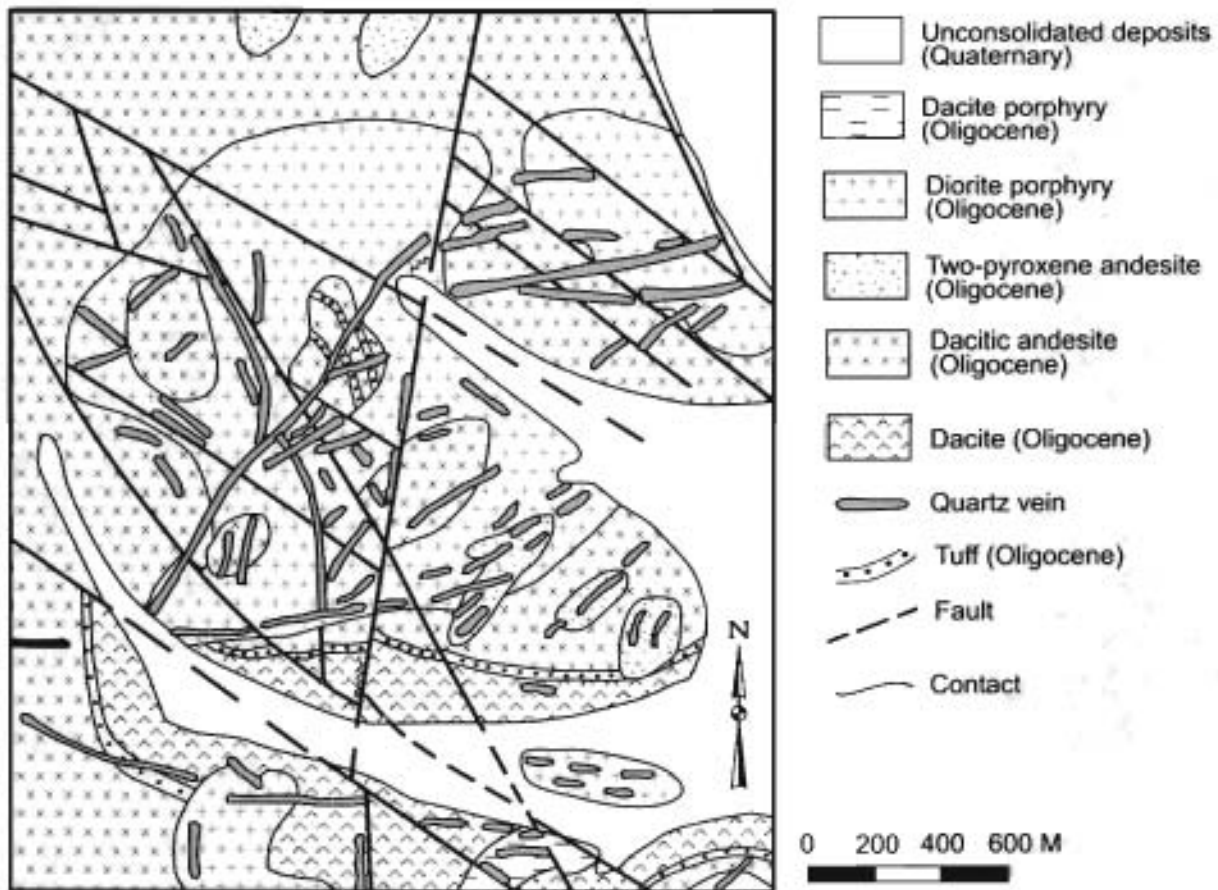 Unconsolidated deposits
(Quaternary)
Dacite porphyry
(Oligocene)
Diorite porphyry
(Oligocene)
Two-pyroxene andesite
(Oligocene)
Dacitic andesite
(Oligocene)
Dacite (Oligocene)
Quartz vein
Tuff (Oligocene)
Fault
Contact
N
0 200 400 600 M